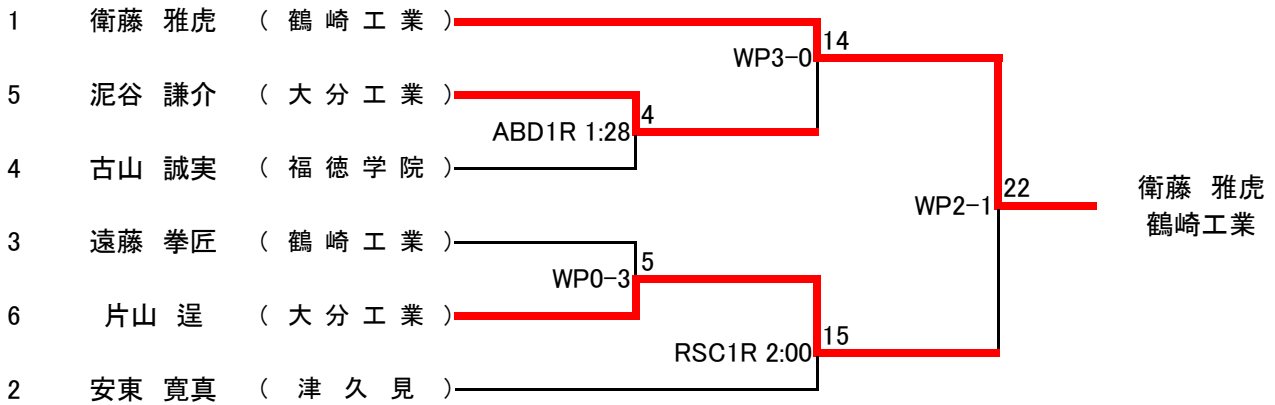 1 衛藤 雅虎 ( 鶴 崎 工 業 )
14
WP3-0
5 泥谷 謙介 ( 大 分 工 業 )
4
ABD1R 1:28
4 古山 誠実 ( 福 徳 学 院 )
22
WP2-1
衛藤 雅虎
鶴崎工業
3 遠藤 拳匠 ( 鶴 崎 工 業 )
5
WP0-3
6 片山 逞 ( 大 分 工 業 )
15
RSC1R 2:00
2 安東 寛真 ( 津 久 見 )